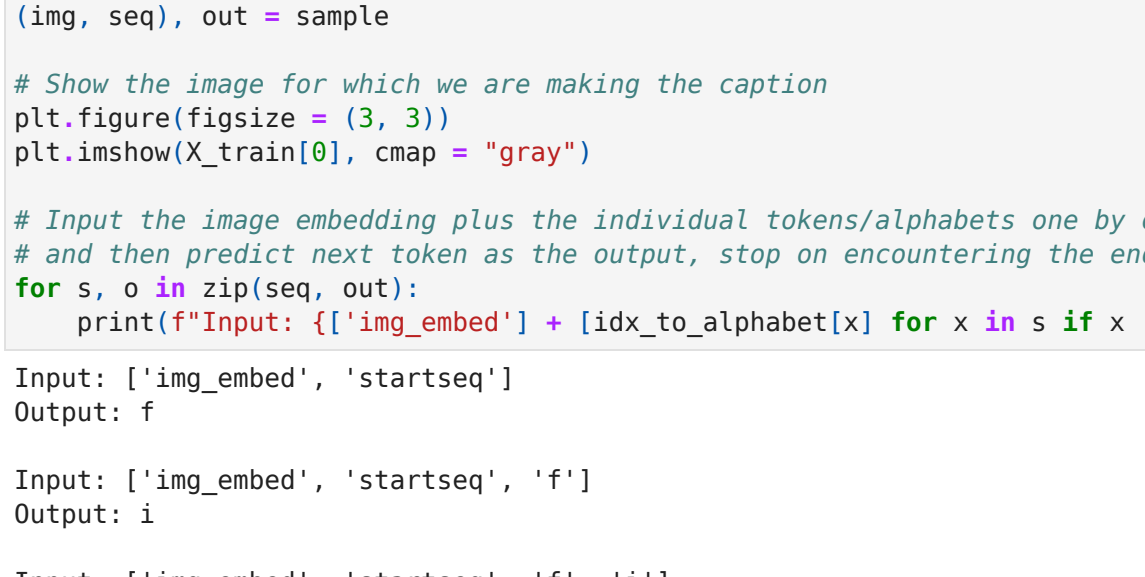 (img, seq), out = sample
# Show the image for which we are making the caption
plt.figure(figsize = (3, 3))
plt.imshow(X_train[0], cmap = "gray")
# Input the image embedding plus the individual tokens/alphabets one by
# and then predict next token as the output, stop on encountering the
for s, o in zip(seq, out):
    print(f"Input: {['img_embed'] + [idx_to_alphabet[x] for x in s if x
Input: ['img_embed', 'startseq']
Output: f
Input: ['img_embed', 'startseq', 'f']
Output: i
Input: ['img_embed', 'startseq', 'f', 'i']